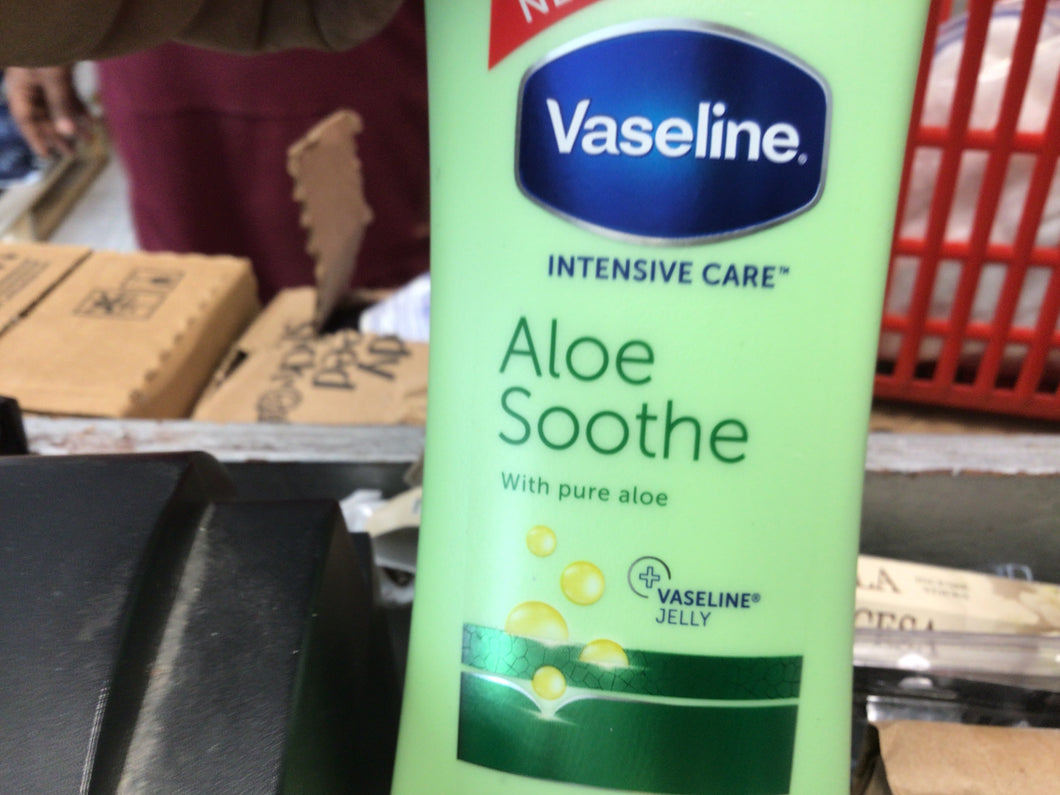 Vaseline®
INTENSIVE CARE™
Aloe
Soothe
With pure aloe
VASELINE®
JELLY